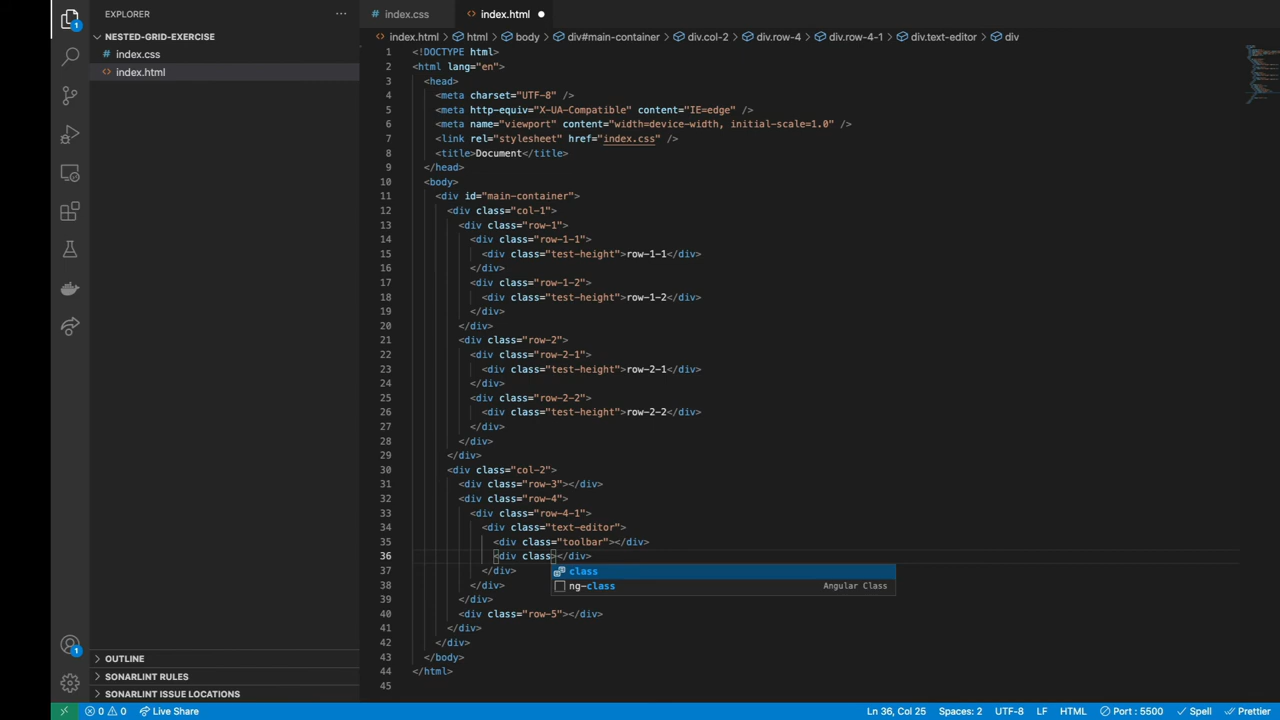 EXPLORER
···
index.css
index.html
1
NESTED-GRID-EXERCISE
index.css
index.html
index.html > html > body > div#main-container > div.col-2 > div.row-4 > div.row-4-1 > div.text-editor > div
1 <!DOCTYPE html>
2 <html lang="en">
3 <head>
4 <meta charset="UTF-8" />
5 <meta http-equiv="X-UA-Compatible" content="IE=edge" />
6 <meta name="viewport" content="width=device-width, initial-scale=1.0" />
7 <link rel="stylesheet" href="index.css" />
8 <title>Document</title>
9 </head>
10 <body>
11 <div id="main-container">
12 <div class="col-1">
13 <div class="row-1">
14 <div class="row-1-1">
15 <div class="test-height">row-1-1</div>
16 </div>
17 <div class="row-1-2">
18 <div class="test-height">row-1-2</div>
19 </div>
20 </div>
21 <div class="row-2">
22 <div class="row-2-1">
23 <div class="test-height">row-2-1</div>
24 </div>
25 <div class="row-2-2">
26 <div class="test-height">row-2-2</div>
27 </div>
28 </div>
29 </div>
30 <div class="col-2">
31 <div class="row-3"></div>
32 <div class="row-4">
33 <div class="row-4-1">
34 <div class="text-editor">
35 <div class="toolbar"></div>
36 <div class></div>
37 </div>
class
ng-class Angular Class
38 </div>
39 </div>
40 <div class="row-5"></div>
41 </div>
42 </div>
43 </body>
44 </html>
45
1
OUTLINE
SONARLINT RULES
SONARLINT ISSUE LOCATIONS
0 0 Live Share
Ln 36, Col 25 Spaces: 2 UTF-8 LF HTML Port : 5500 Spell Prettier